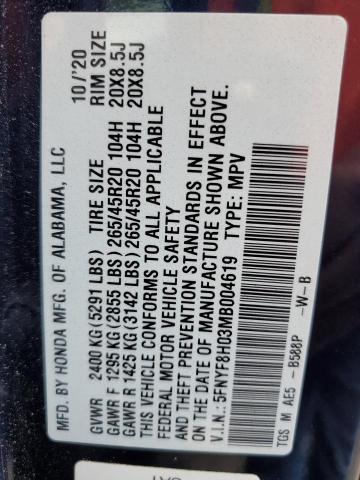 MFD. BY HONDA MFG. OF ALABAMA, LLC 10/'20
GVWR 2400 KG (5291 LBS) TIRE SIZE RIM SIZE
GAWR F 1295 KG (2855 LBS) 265/45R20 104H 20X8.5J
GAWR R 1425 KG (3142 LBS) 265/45R20 104H 20X8.5J
THIS VEHICLE CONFORMS TO ALL APPLICABLE
FEDERAL MOTOR VEHICLE SAFETY
AND THEFT PREVENTION STANDARDS IN EFFECT
ON THE DATE OF MANUFACTURE SHOWN ABOVE.
V.I.N.: 5FNYF8H03MB004619 TYPE: MPV
TGS M AE5 - B588P -W-B